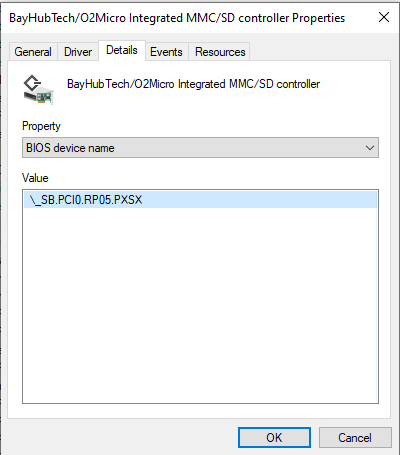 BayHubTech/O2Micro Integrated MMC/SD controller Properties
General Driver Details Events Resources
BayHubTech/O2Micro Integrated MMC/SD controller
Property
BIOS device name
Value
\_SB.PCI0.RP05.PXSX
OK Cancel